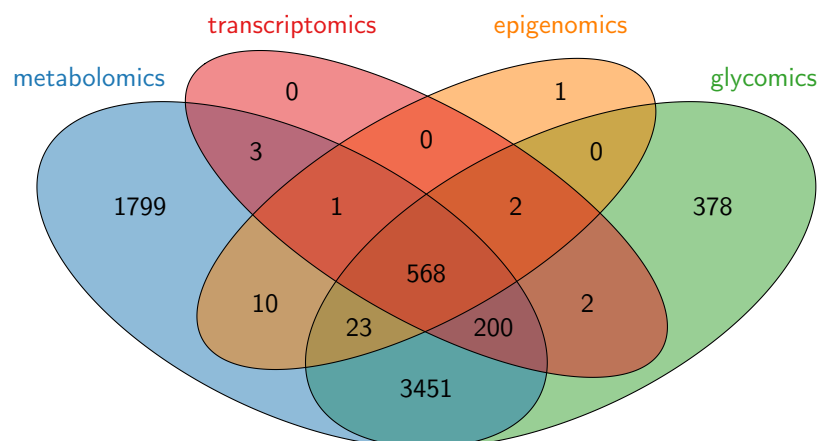 transcriptomics epigenomics
metabolomics glycomics
0 1
3 0 0
1799 1 2 378
568
10 23 200 2
3451